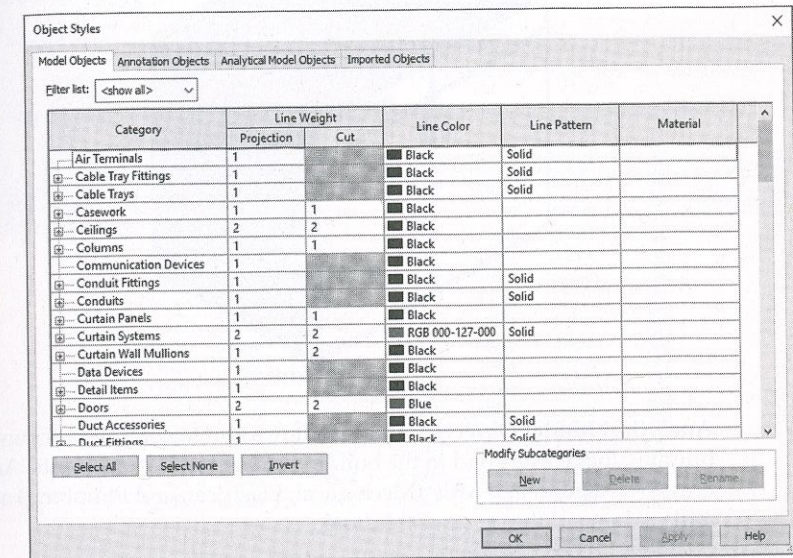 Object Styles
Model Objects Annotation Objects Analytical Model Objects Imported Objects
Filter list: <show all>
Category Line Weight Line Color Line Pattern Material
Projection Cut
Air Terminals 1 Black Solid
Cable Tray Fittings 1 Black Solid
Cable Trays 1 Black Solid
Casework 1 1 Black
Ceilings 2 2 Black
Columns 1 1 Black
Communication Devices 1 Black
Conduit Fittings 1 Black Solid
Conduits 1 Black Solid
Curtain Panels 1 1 Black
Curtain Systems 2 2 RGB 000-127-000 Solid
Curtain Wall Mullions 1 2 Black
Data Devices 1 Black
Detail Items 1 Black
Doors 2 2 Blue
Duct Accessories 1 Black Solid
Duct Fittings 1 Black Solid
Select All Select None Invert
Modify Subcategories
New Delete Rename
OK Cancel Apply Help